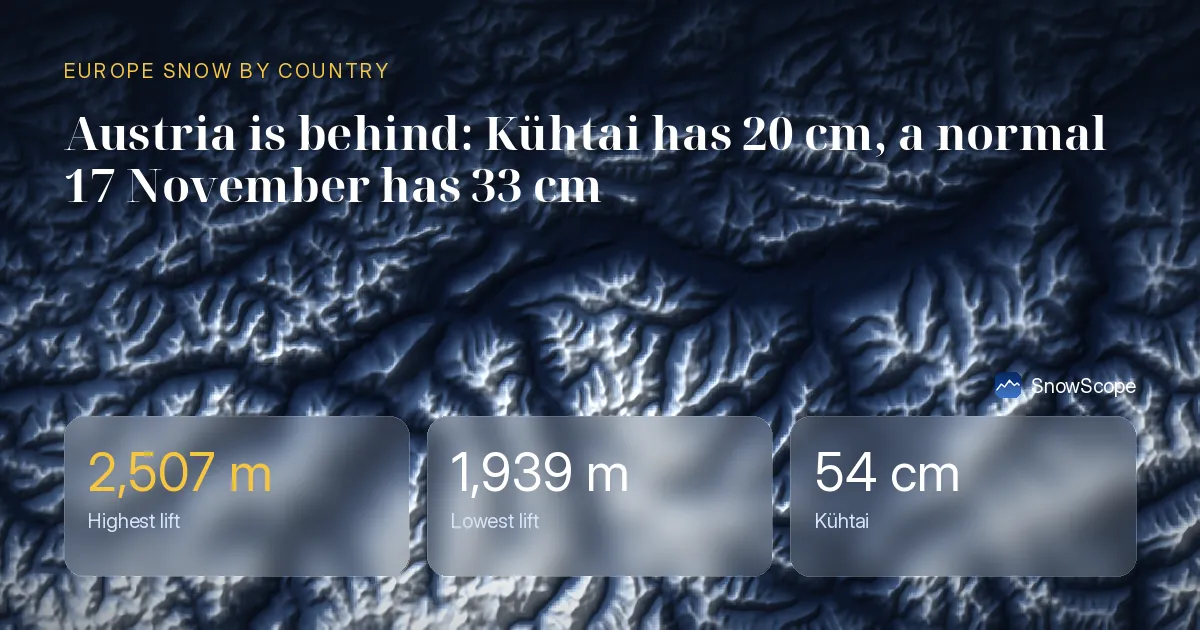 EUROPE SNOW BY COUNTRY
Austria is behind: Kühtai has 20 cm, a normal
17 November has 33 cm
SnowScope
2,507 m
Highest lift
1,939 m
Lowest lift
54 cm
Kühtai